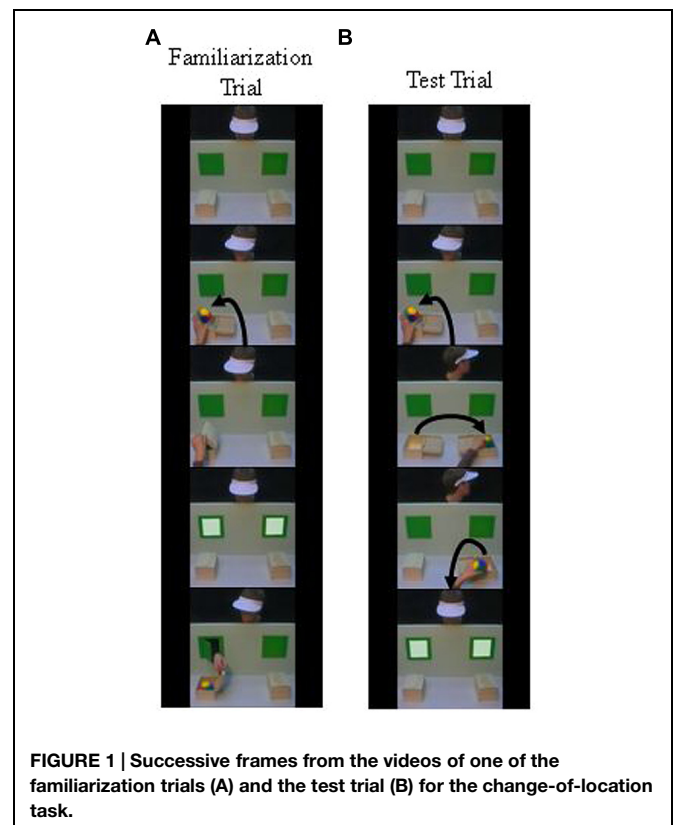 A
Familiarization
Trial
B
Test Trial
FIGURE 1 | Successive frames from the videos of one of the
familiarization trials (A) and the test trial (B) for the change-of-location
task.